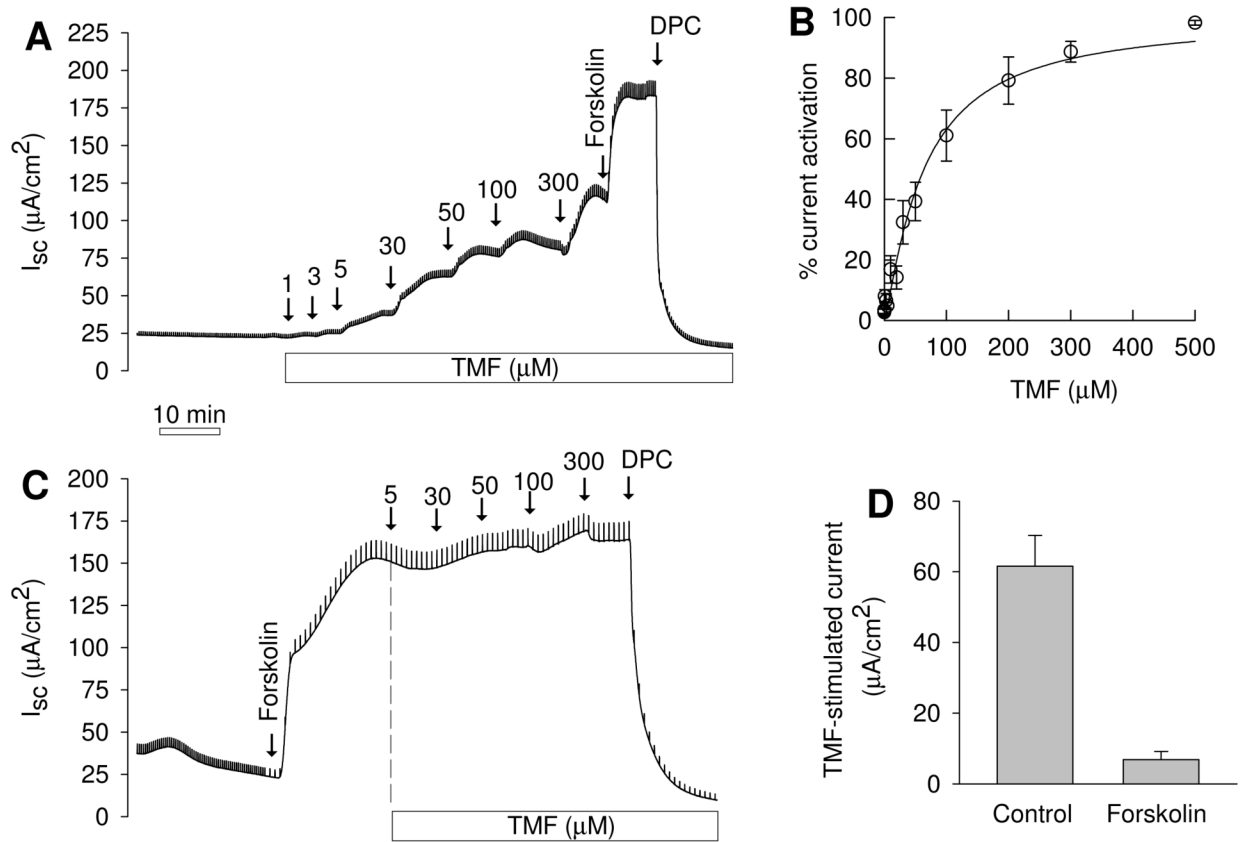 A
225
200
175
150
125
100
75
50
25
0
I_SC (μA/cm²)
1
3
5
30
50
100
300
Forskolin
DPC
TMF (μM)
10 min
B
100
80
60
40
20
0
% current activation
0 100 200 300 400 500
TMF (μM)
C
200
175
150
125
100
75
50
25
0
I_SC (μA/cm²)
Forskolin
5
30
50
100
300
DPC
TMF (μM)
D
80
60
40
20
0
TMF-stimulated current
(μA/cm²)
Control Forskolin